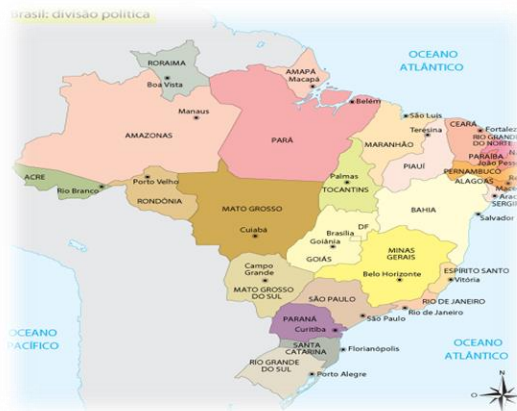 Brasil: divisão política
OCEANO
ATLÂNTICO
RORAIMA
Boa Vista
AMAPÁ
Macapá
Belém
Manaus
AMAZONAS
PARÁ
São Luís
Teresina
MARANHÃO
CEARÁ
RIO GRANDE
DO NORTE
PARAÍBA
PIAUÍ
PERNAMBUCO
ALAGOAS
ACRE
Rio Branco
Porto Velho
RONDÔNIA
Palmas
TOCANTINS
BAHIA
Salvador
MATO GROSSO
Cuiabá
Brasília
DF
Goiânia
GOIÁS
MINAS
GERAIS
Belo Horizonte
Campo
Grande
MATO GROSSO
DO SUL
ESPÍRITO SANTO
Vitória
SÃO PAULO
São Paulo
RIO DE JANEIRO
Rio de Janeiro
PARANÁ
Curitiba
SANTA
CATARINA
Florianópolis
RIO GRANDE
DO SUL
Porto Alegre
OCEANO
PACÍFICO
OCEANO
ATLÂNTICO
N
O